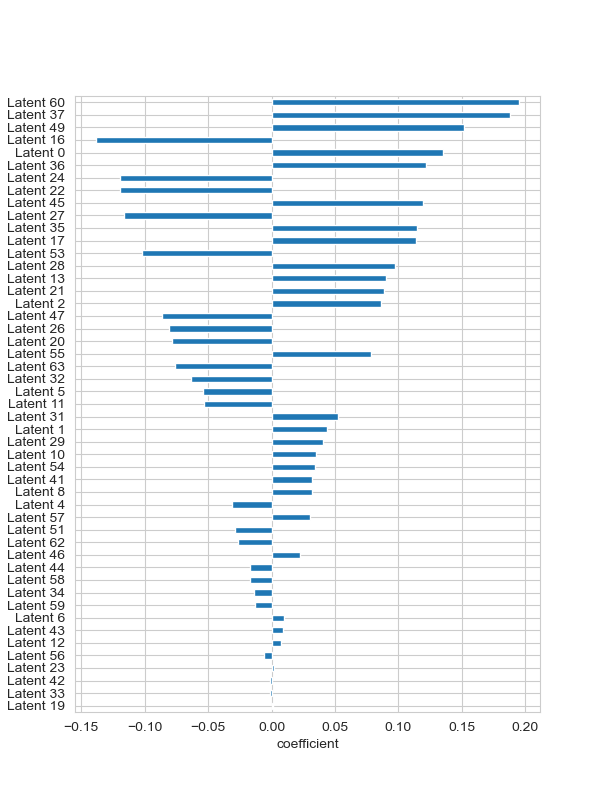 Latent 60
Latent 37
Latent 49
Latent 16
Latent 0
Latent 36
Latent 24
Latent 22
Latent 45
Latent 27
Latent 35
Latent 17
Latent 53
Latent 28
Latent 13
Latent 21
Latent 2
Latent 47
Latent 26
Latent 20
Latent 55
Latent 63
Latent 32
Latent 5
Latent 11
Latent 31
Latent 1
Latent 29
Latent 10
Latent 54
Latent 41
Latent 8
Latent 4
Latent 57
Latent 51
Latent 62
Latent 46
Latent 44
Latent 58
Latent 34
Latent 59
Latent 6
Latent 43
Latent 12
Latent 56
Latent 23
Latent 42
Latent 33
Latent 19
−0.15 −0.10 −0.05 0.00 0.05 0.10 0.15 0.20
coefficient